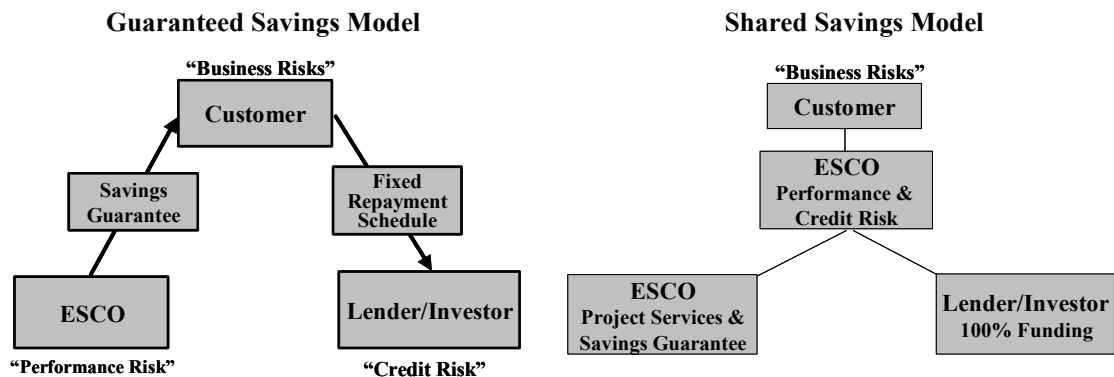 Guaranteed Savings Model
“Business Risks”
Customer
Savings
Guarantee
Fixed
Repayment
Schedule
ESCO
“Performance Risk”
Lender/Investor
“Credit Risk”
Shared Savings Model
“Business Risks”
Customer
ESCO
Performance &
Credit Risk
ESCO
Project Services &
Savings Guarantee
Lender/Investor
100% Funding